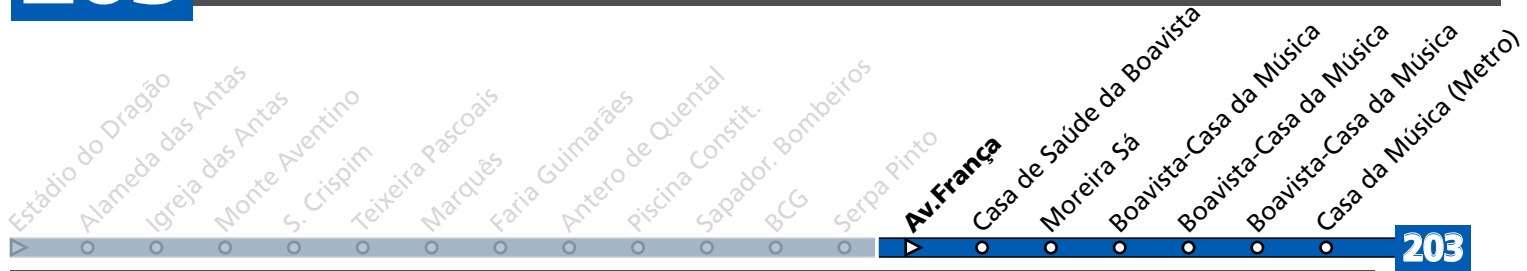 203
Estádio do Dragão
Alameda das Antas
Igreja das Antas
Monte Aventino
S. Crispim
Teixeira Pascoais
Marquês
Faria Guimarães
Antero de Quental
Piscina Constit.
Sapador. Bombeiros
BCG
Serpa Pinto
Av.França
Casa de Saúde da Boavista
Moreira Sá
Boavista-Casa da Música
Boavista-Casa da Música
Boavista-Casa da Música
Casa da Música (Metro)
203